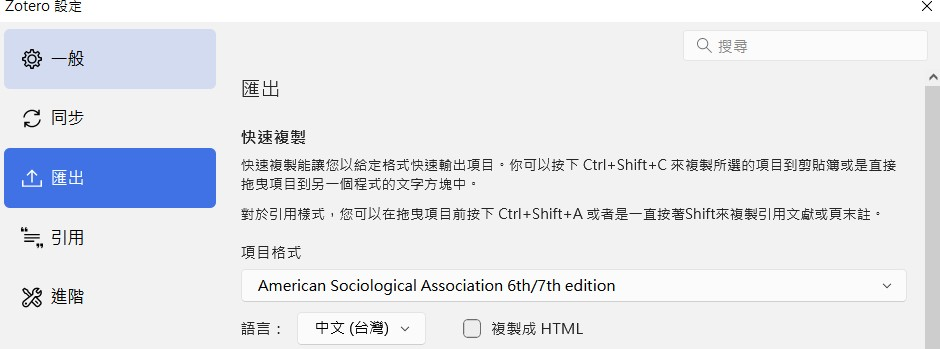 Zotero 設定
一般
搜尋
匯出
同步
快速複製
快速複製能讓您以給定格式快速輸出項目。你可以按下 Ctrl+Shift+C 來複製所選的項目到剪貼簿或是直接
匯出
拖曳項目到另一個程式的文字方塊中。
對於引用樣式，您可以在拖曳項目前按下 Ctrl+Shift+A 或者是一直按著Shift來複製引用文獻或頁末註。
引用
項目格式
American Sociological Association 6th/7th edition
進階
語言： 中文 (台灣) 複製成 HTML